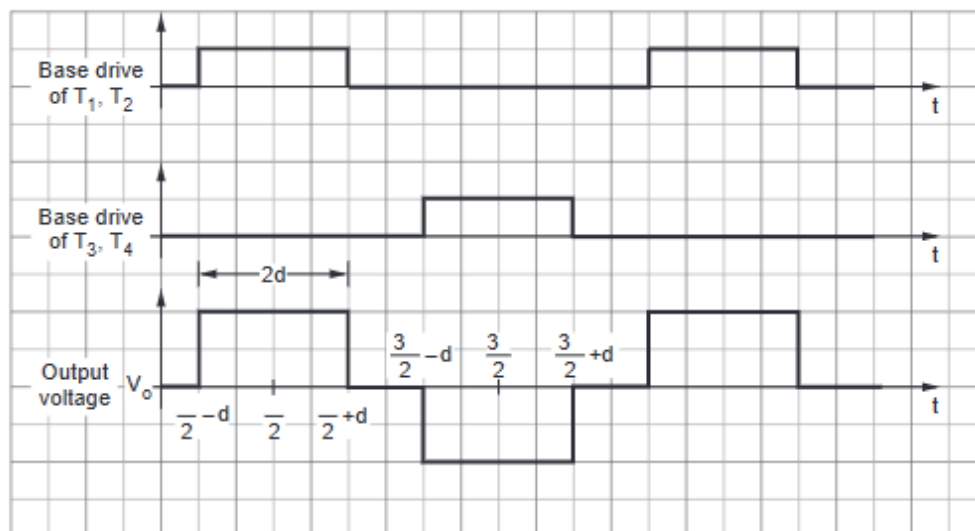 Base drive
of T₁, T₂
t
Base drive
of T₃, T₄
t
2d
3/2 –d
3/2
3/2 +d
Output
voltage
Vₒ
t
/2 –d
/2
/2 +d